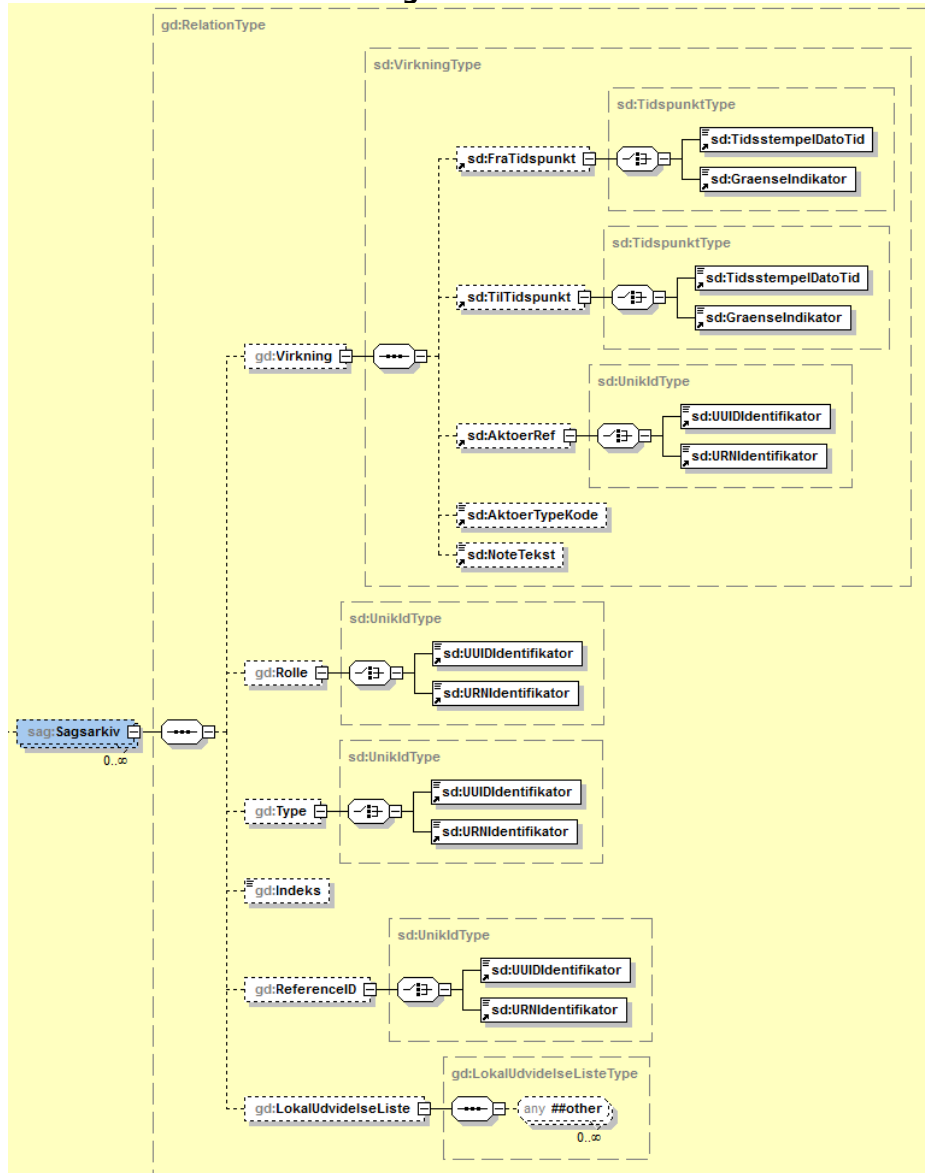 gd:RelationType
sd:VirkningType
sd:TidspunktType
sd:TidsstempelDatoTid
sd:FraTidspunkt
sd:GraenseIndikator
sd:TidspunktType
sd:TidsstempelDatoTid
sd:TilTidspunkt
sd:GraenseIndikator
gd:Virkning
sd:UnikIdType
sd:UUIDIdentifikator
sd:AktoerRef
sd:URNIdentifikator
sd:AktoerTypeKode
sd:NoteTekst
sd:UnikIdType
sd:UUIDIdentifikator
gd:Rolle
sd:URNIdentifikator
sag:Sagsarkiv
0..∞
sd:UnikIdType
sd:UUIDIdentifikator
gd:Type
sd:URNIdentifikator
gd:Indeks
sd:UnikIdType
sd:UUIDIdentifikator
gd:ReferenceID
sd:URNIdentifikator
gd:LokalUdvidelseListeType
gd:LokalUdvidelseListe
any ##other
0..∞